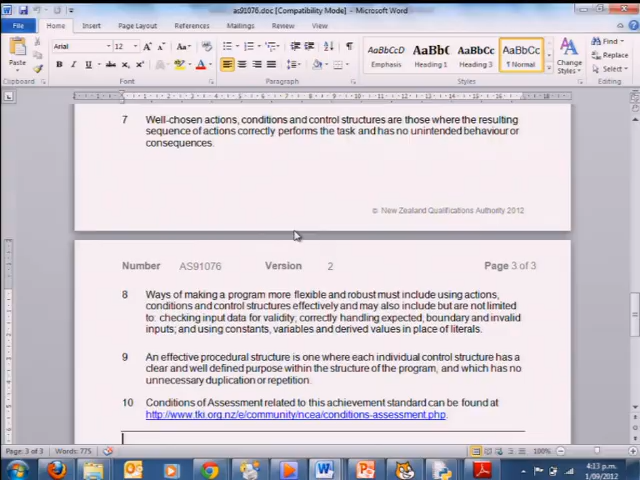 as91076.doc [Compatibility Mode] - Microsoft Word
File Home Insert Page Layout References Mailings Review View
Paste
Arial 12
Find
Replace
Select
AaBbCcD AaBbC AaBbCc AaBbCc
Emphasis Heading 1 Heading 3 ¶ Normal
Change Styles
Clipboard Font Paragraph Styles Editing
7 Well-chosen actions, conditions and control structures are those where the resulting
sequence of actions correctly performs the task and has no unintended behaviour or
consequences.
© New Zealand Qualifications Authority 2012
Number AS91076 Version 2 Page 3 of 3
8 Ways of making a program more flexible and robust must include using actions,
conditions and control structures effectively and may also include but are not limited
to: checking input data for validity, correctly handling expected, boundary and invalid
inputs; and using constants, variables and derived values in place of literals.
9 An effective procedural structure is one where each individual control structure has a
clear and well defined purpose within the structure of the program, and which has no
unnecessary duplication or repetition.
10 Conditions of Assessment related to this achievement standard can be found at
http://www.tki.org.nz/e/community/ncea/conditions-assessment.php.
Page: 3 of 3 Words: 775 100%
4:13 p.m.
1/09/2012